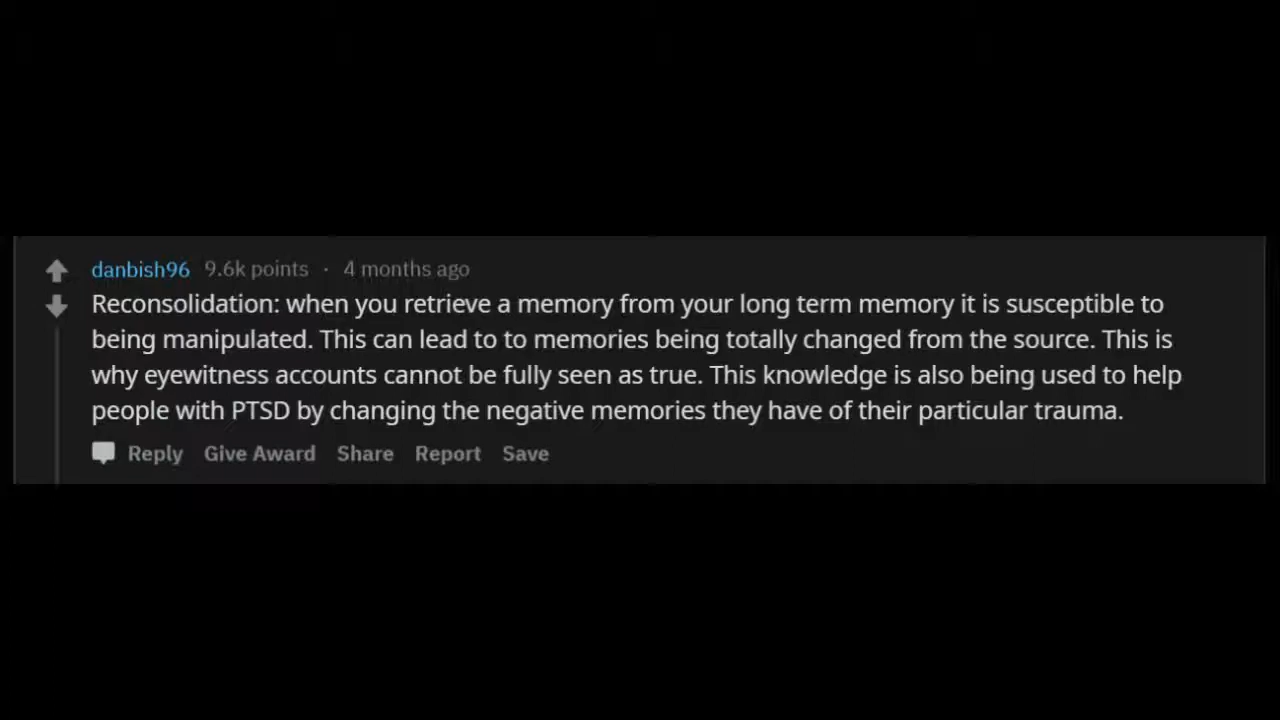 danbish96 9.6k points · 4 months ago
Reconsolidation: when you retrieve a memory from your long term memory it is susceptible to
being manipulated. This can lead to to memories being totally changed from the source. This is
why eyewitness accounts cannot be fully seen as true. This knowledge is also being used to help
people with PTSD by changing the negative memories they have of their particular trauma.
Reply Give Award Share Report Save